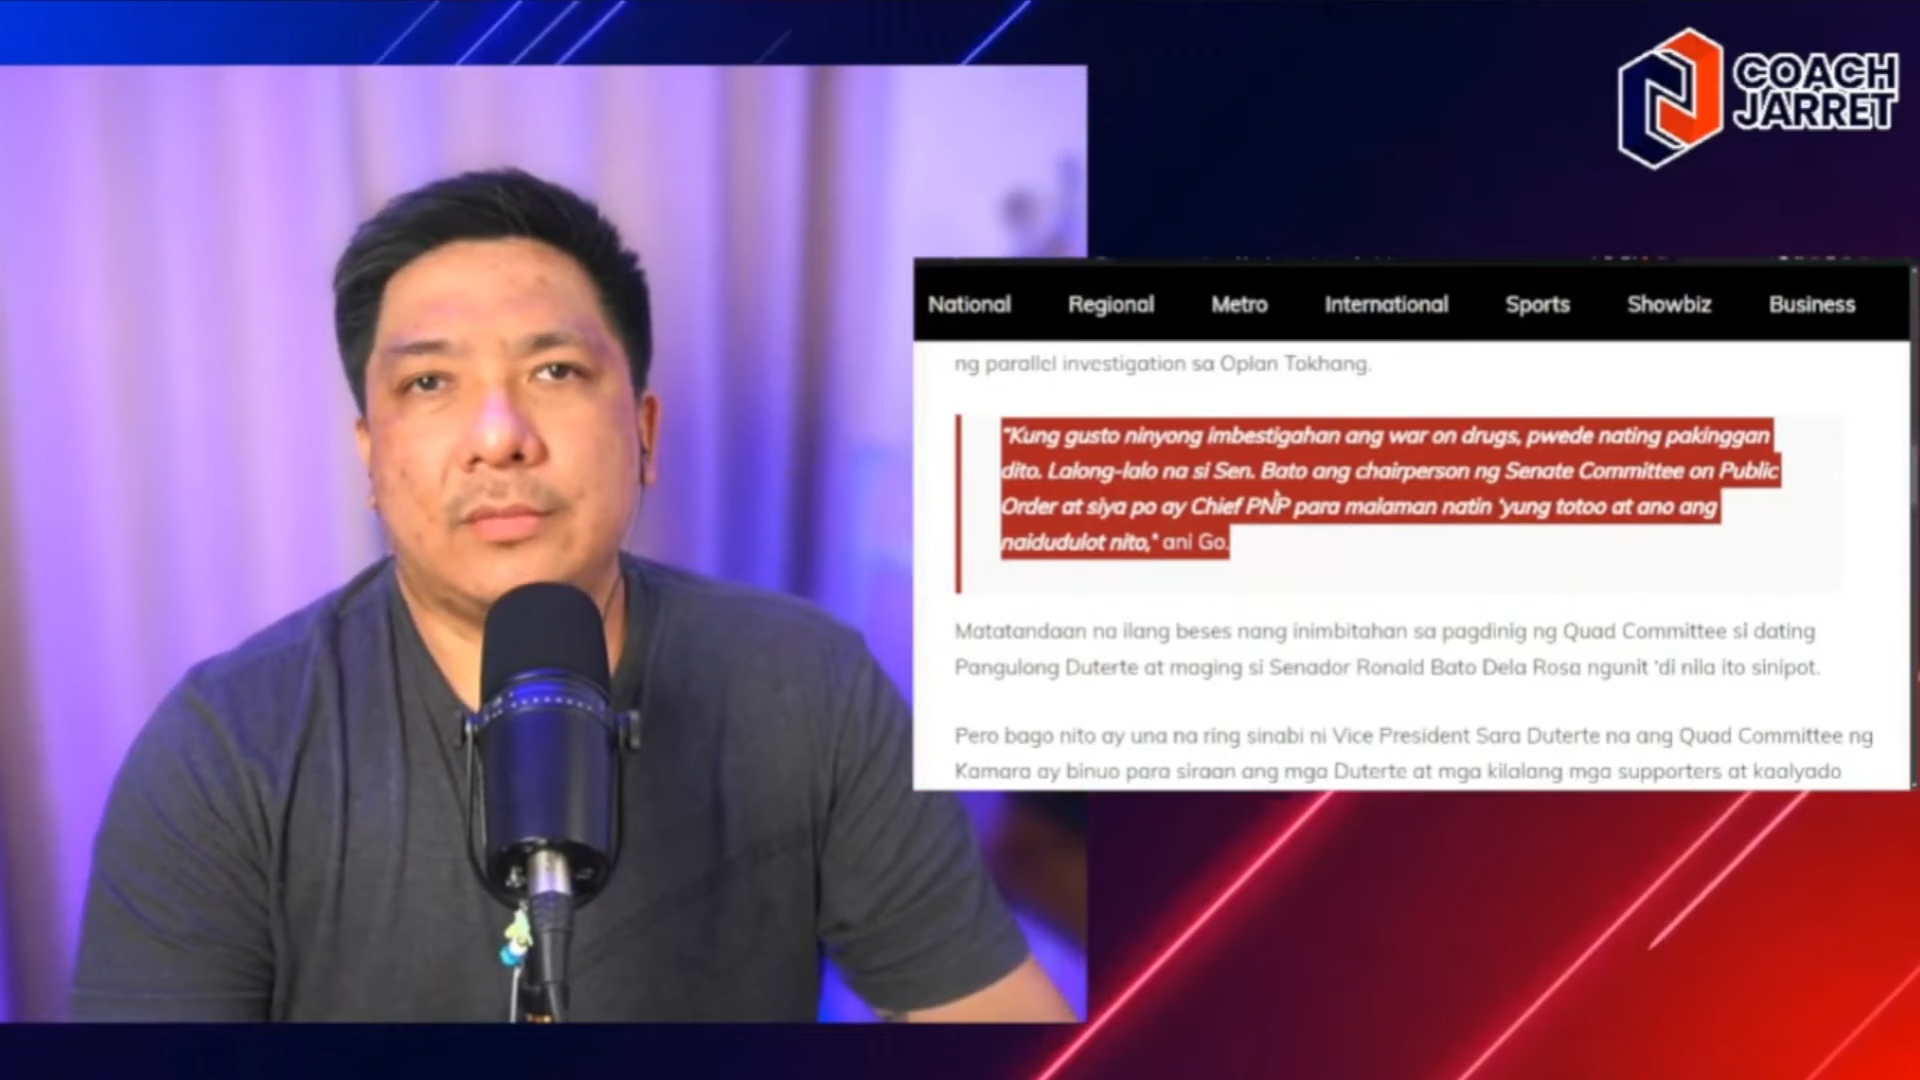 COACH
JARRET
National Regional Metro International Sports Showbiz Business
ng parallel investigation sa Oplan Tokhang.
"Kung gusto ninyong imbestigahan ang war on drugs, pwede nating pakinggan
dito. Lalong-lalo na si Sen. Bato ang chairperson ng Senate Committee on Public
Order at siya po ay Chief PNP para malaman natin 'yung totoo at ano ang
naidudulot nito," ani Go.
Matatandaan na ilang beses nang inimbitahan sa pagdinig ng Quad Committee si dating
Pangulong Duterte at maging si Senador Ronald Bato Dela Rosa ngunit 'di nila ito sinipot.
Pero bago nito ay una na ring sinabi ni Vice President Sara Duterte na ang Quad Committee ng
Kamara ay binuo para siraan ang mga Duterte at mga kilalang mga supporters at kaalyado